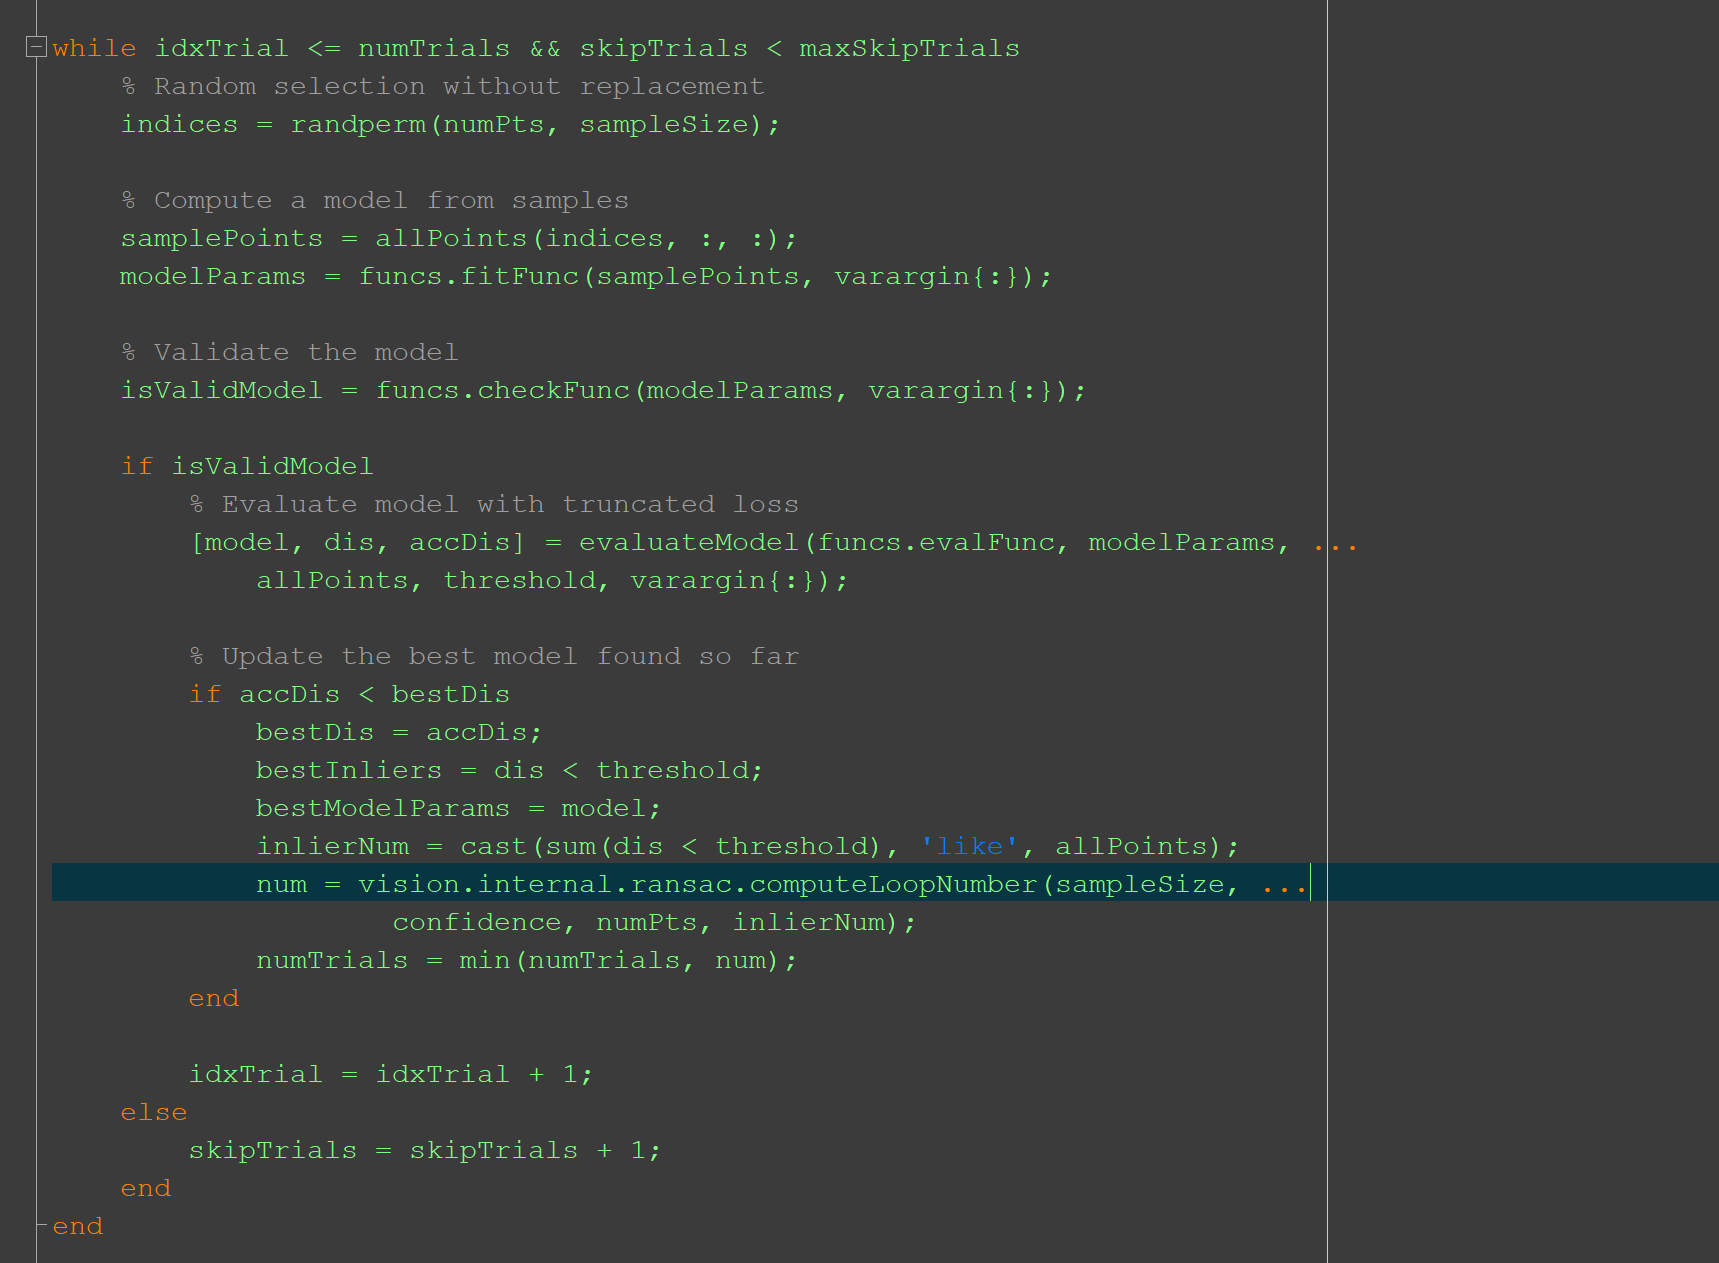 while idxTrial <= numTrials && skipTrials < maxSkipTrials
% Random selection without replacement
indices = randperm(numPts, sampleSize);
% Compute a model from samples
samplePoints = allPoints(indices, :, :);
modelParams = funcs.fitFunc(samplePoints, varargin{:});
% Validate the model
isValidModel = funcs.checkFunc(modelParams, varargin{:});
if isValidModel
% Evaluate model with truncated loss
[model, dis, accDis] = evaluateModel(funcs.evalFunc, modelParams, ...
allPoints, threshold, varargin{:});
% Update the best model found so far
if accDis < bestDis
bestDis = accDis;
bestInliers = dis < threshold;
bestModelParams = model;
inlierNum = cast(sum(dis < threshold), 'like', allPoints);
num = vision.internal.ransac.computeLoopNumber(sampleSize, ...
confidence, numPts, inlierNum);
numTrials = min(numTrials, num);
end
idxTrial = idxTrial + 1;
else
skipTrials = skipTrials + 1;
end
end